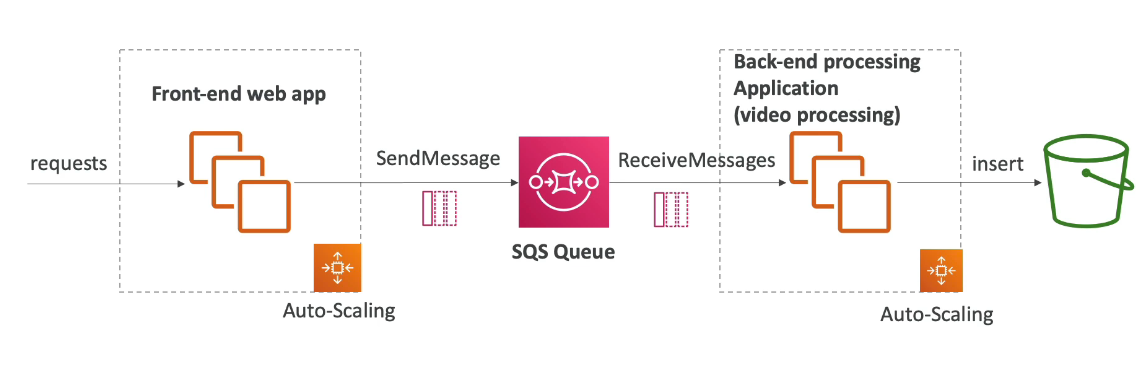 Front-end web app
requests
Auto-Scaling
SendMessage
SQS Queue
ReceiveMessages
Back-end processing
Application
(video processing)
Auto-Scaling
insert